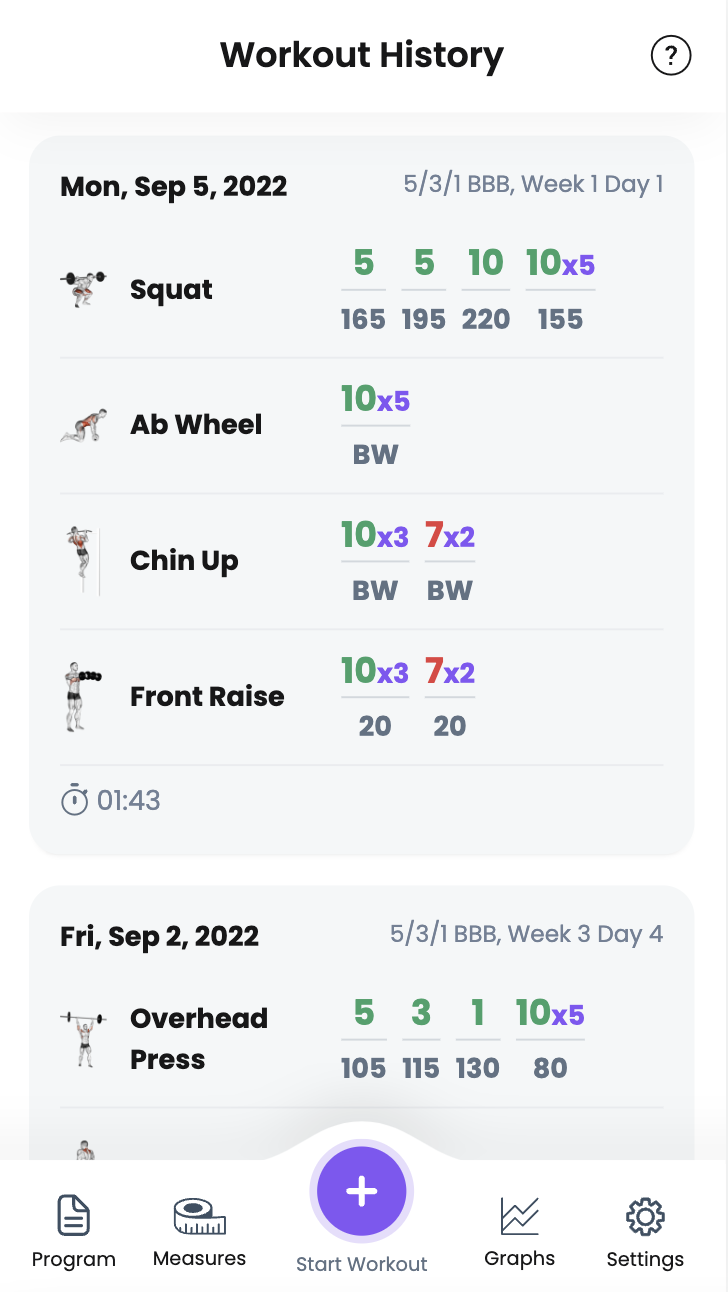 Workout History
?
Mon, Sep 5, 2022 5/3/1 BBB, Week 1 Day 1
5 5 10 10x5
Squat
165 195 220 155
10x5
Ab Wheel
BW
10x3 7x2
Chin Up
BW BW
10x3 7x2
Front Raise
20 20
01:43
Fri, Sep 2, 2022 5/3/1 BBB, Week 3 Day 4
5 3 1 10x5
Overhead
Press
105 115 130 80
Program Measures Start Workout Graphs Settings